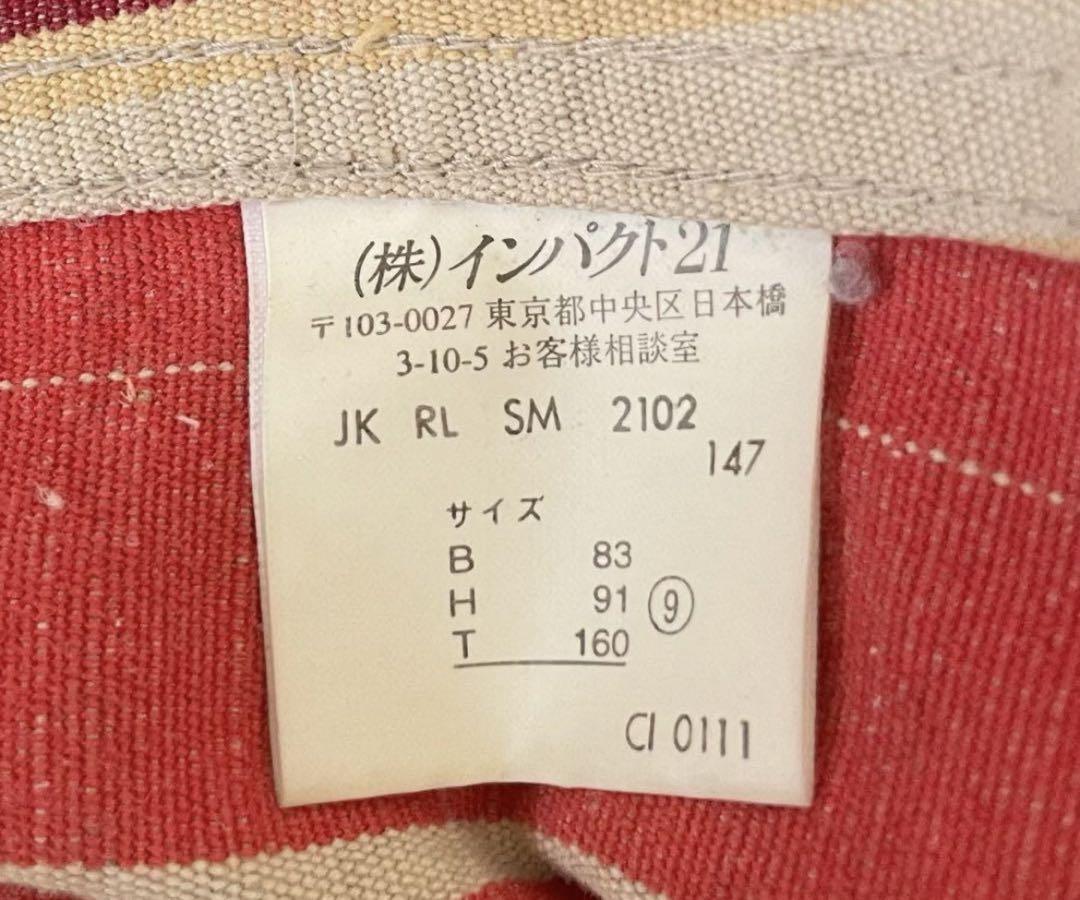 (株)インパクト21
〒103-0027 東京都中央区日本橋
3-10-5 お客様相談室
JK RL SM 2102
147
サイズ
B 83
H 91 ⑨
T 160
CI 0111